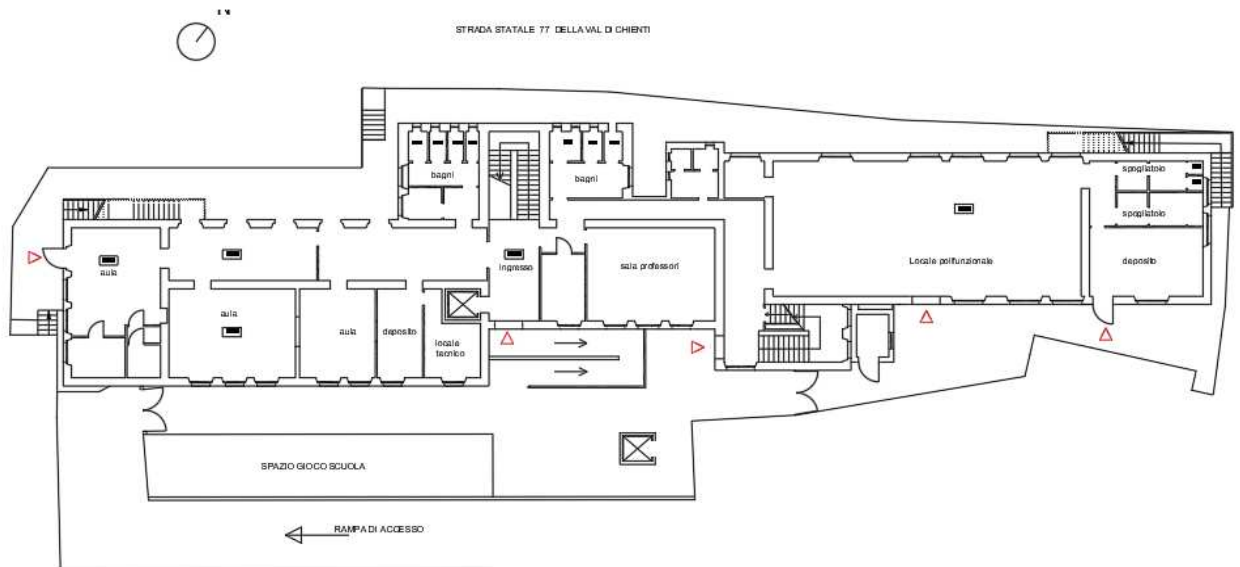 STRADA STATALE 77 DELLA VAL DI CHIENTI
bagni
bagni
spogliatoio
spogliatoio
aula
ingresso
sala professori
Locale polifunzionale
deposito
aula
aula
deposito
locale
tecnico
SPAZIO GIOCO SCUOLA
RAMPA DI ACCESSO